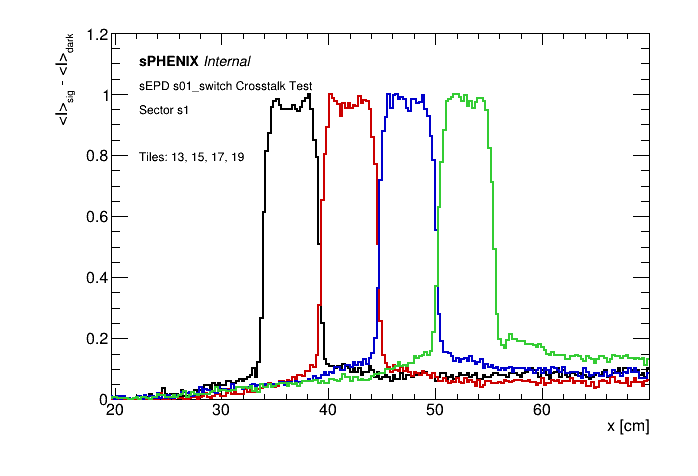 <I>sig - <I>dark
1.2
sPHENIX Internal
sEPD s01_switch Crosstalk Test
1
Sector s1
0.8
Tiles: 13, 15, 17, 19
0.6
0.4
0.2
0
20 30 40 50 60
x [cm]